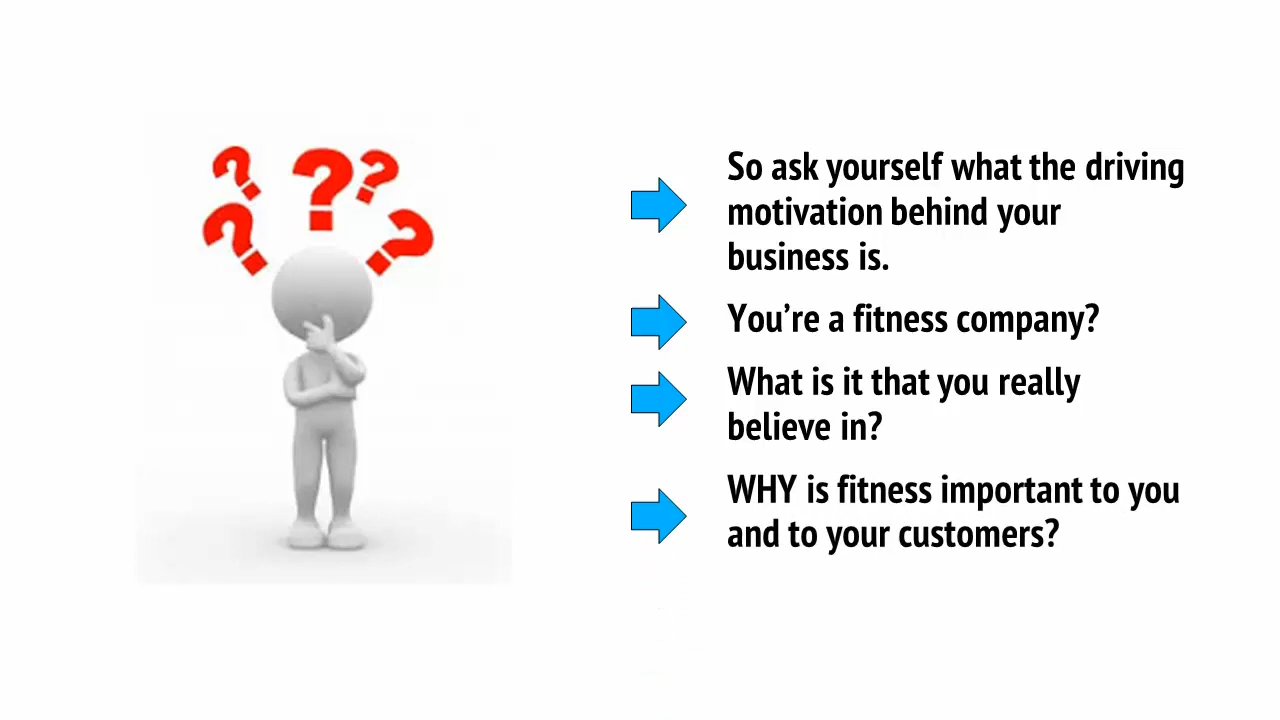 So ask yourself what the driving
motivation behind your
business is.
You’re a fitness company?
What is it that you really
believe in?
WHY is fitness important to you
and to your customers?